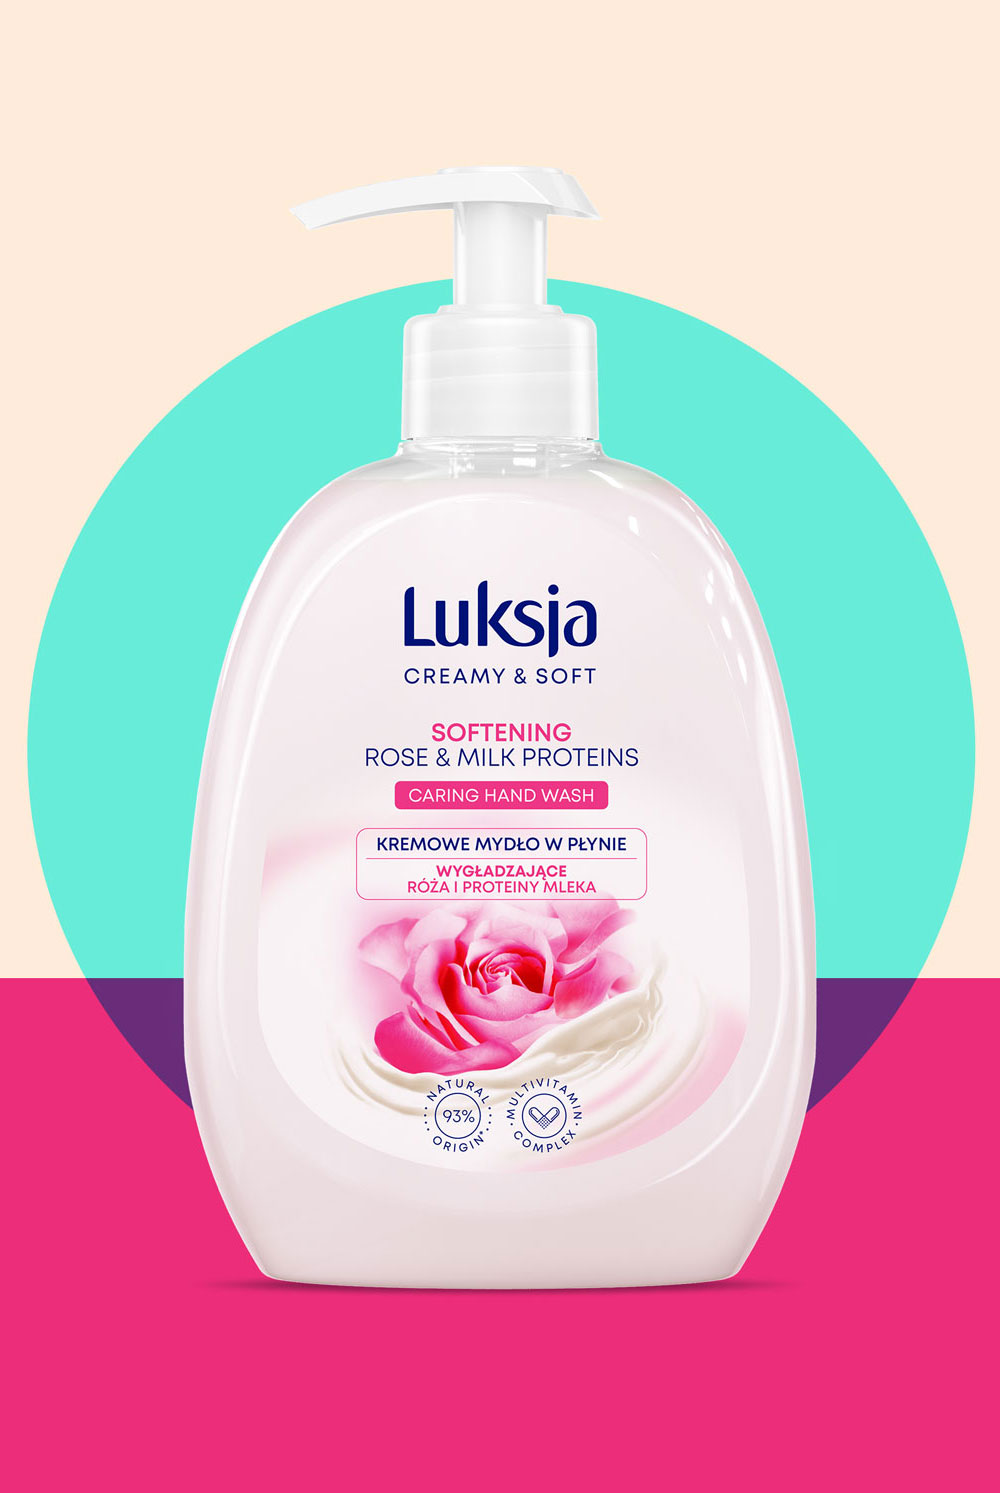 Luksja
CREAMY & SOFT
SOFTENING
ROSE & MILK PROTEINS
CARING HAND WASH
KREMOWE MYDŁO W PŁYNIE
WYGŁADZAJĄCE
RÓŻA I PROTEINY MLEKA
NATURAL
93%
ORIGIN*
MULTIVITAMIN
COMPLEX